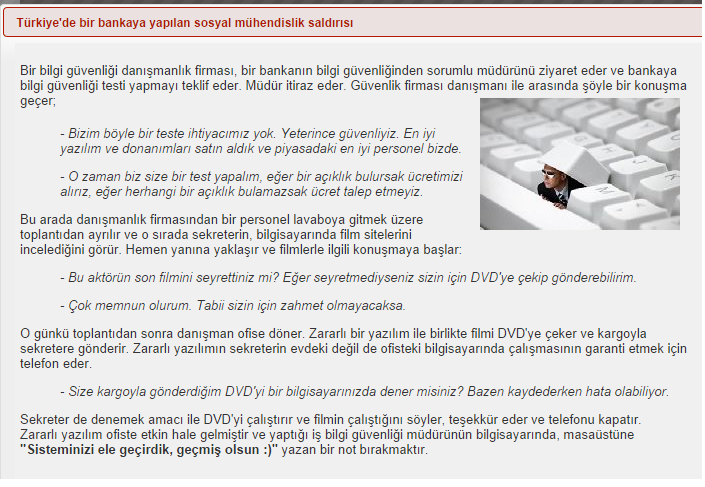 Türkiye'de bir bankaya yapılan sosyal mühendislik saldırısı
Bir bilgi güvenliği danışmanlık firması, bir bankanın bilgi güvenliğinden sorumlu müdürünü ziyaret eder ve bankaya
bilgi güvenliği testi yapmayı teklif eder. Müdür itiraz eder. Güvenlik firması danışmanı ile arasında şöyle bir konuşma
geçer;
- Bizim böyle bir teste ihtiyacımız yok. Yeterince güvenliyiz. En iyi
yazılım ve donanımları satın aldık ve piyasadaki en iyi personel bizde.
- O zaman biz size bir test yapalım, eğer bir açıklık bulursak ücretimizi
alırız, eğer herhangi bir açıklık bulamazsak ücret talep etmeyiz.
Bu arada danışmanlık firmasından bir personel lavaboya gitmek üzere
toplantıdan ayrılır ve o sırada sekreterin, bilgisayarında film sitelerini
incelediğini görür. Hemen yanına yaklaşır ve filmlerle ilgili konuşmaya başlar:
- Bu aktörün son filmini seyrettiniz mi? Eğer seyretmediyseniz sizin için DVD'ye çekip gönderebilirim.
- Çok memnun olurum. Tabii sizin için zahmet olmayacaksa.
O günkü toplantıdan sonra danışman ofise döner. Zararlı bir yazılım ile birlikte filmi DVD'ye çeker ve kargoyla
sekretere gönderir. Zararlı yazılımın sekreterin evdeki değil de ofisteki bilgisayarında çalışmasının garanti etmek için
telefon eder.
- Size kargoyla gönderdiğim DVD'yi bir bilgisayarınızda dener misiniz? Bazen kaydederken hata olabiliyor.
Sekreter de denemek amacı ile DVD'yi çalıştırır ve filmin çalıştığını söyler, teşekkür eder ve telefonu kapatır.
Zararlı yazılım ofiste etkin hale gelmiştir ve yaptığı iş bilgi güvenliği müdürünün bilgisayarında, masaüstüne
"Sisteminizi ele geçirdik, geçmiş olsun :)" yazan bir not bırakmaktır.